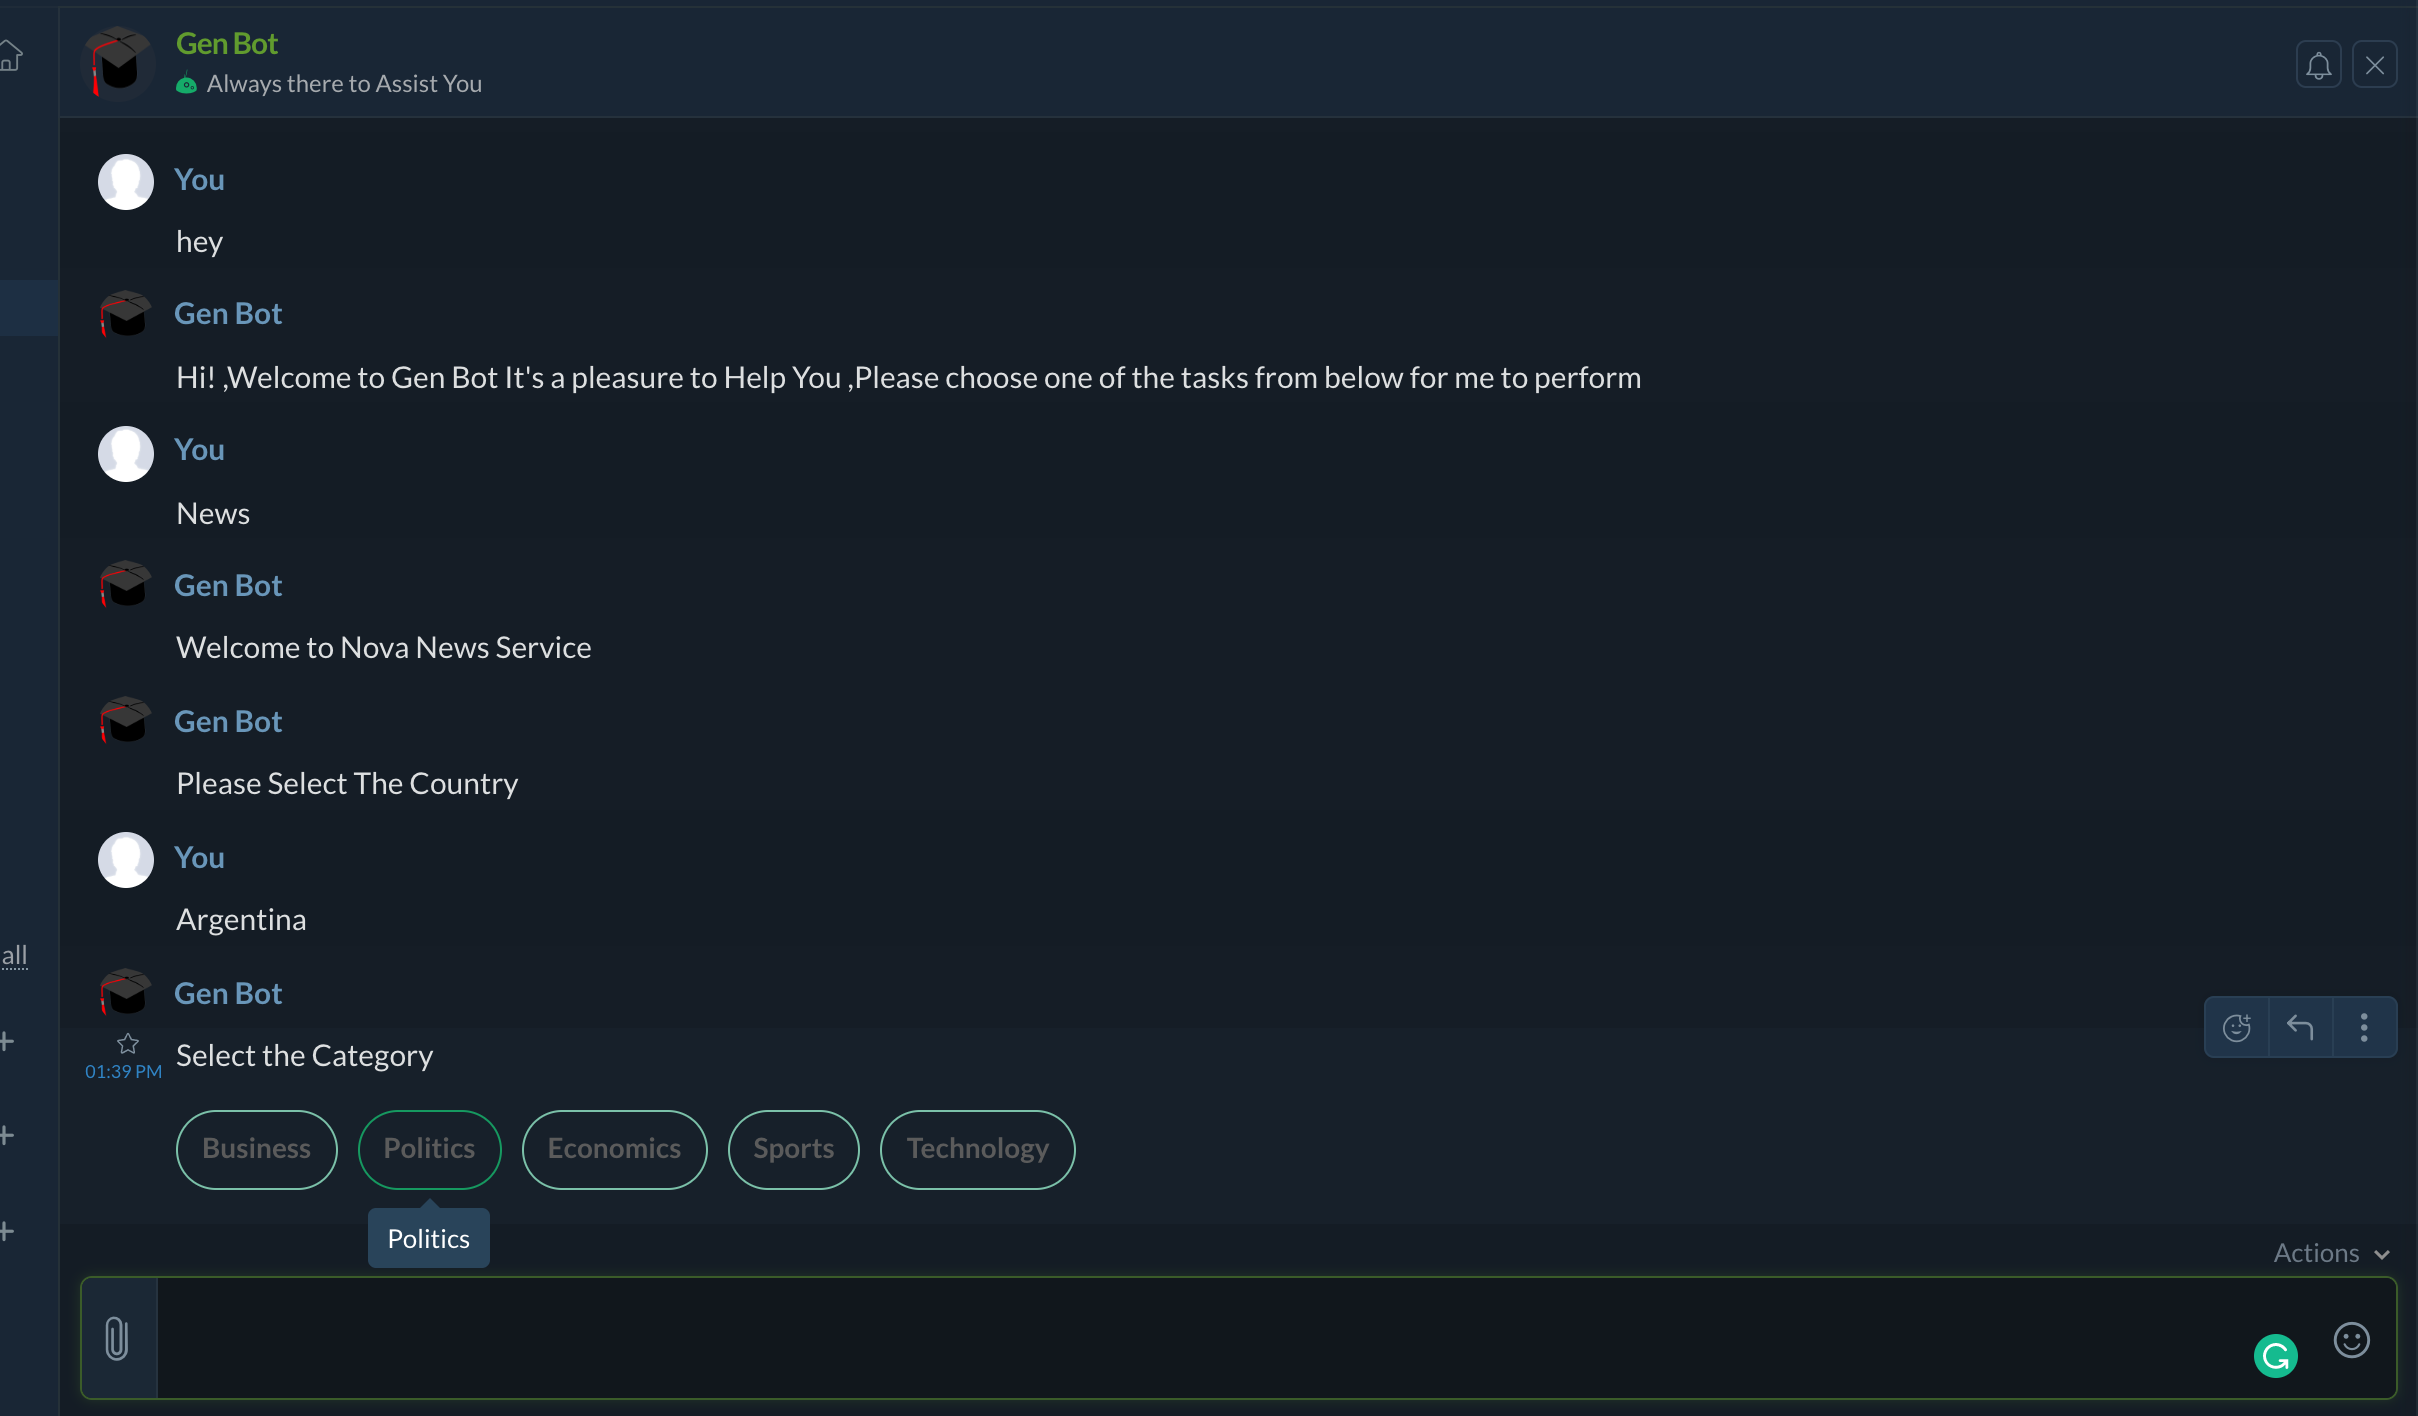 Gen Bot
Always there to Assist You
You
hey
Gen Bot
Hi! ,Welcome to Gen Bot It's a pleasure to Help You ,Please choose one of the tasks from below for me to perform
You
News
Gen Bot
Welcome to Nova News Service
Gen Bot
Please Select The Country
You
Argentina
all
Gen Bot
Select the Category
01:39 PM
Business Politics Economics Sports Technology
Politics
Actions